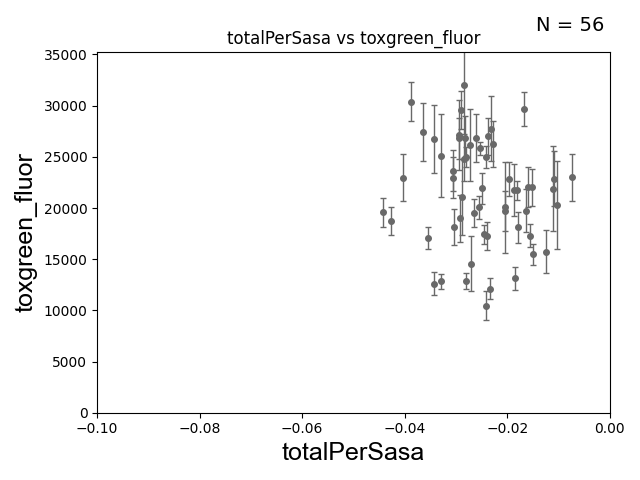 N = 56
totalPerSasa vs toxgreen_fluor
35000
30000
25000
20000
15000
10000
5000
0
toxgreen_fluor
−0.10 −0.08 −0.06 −0.04 −0.02 0.00
totalPerSasa